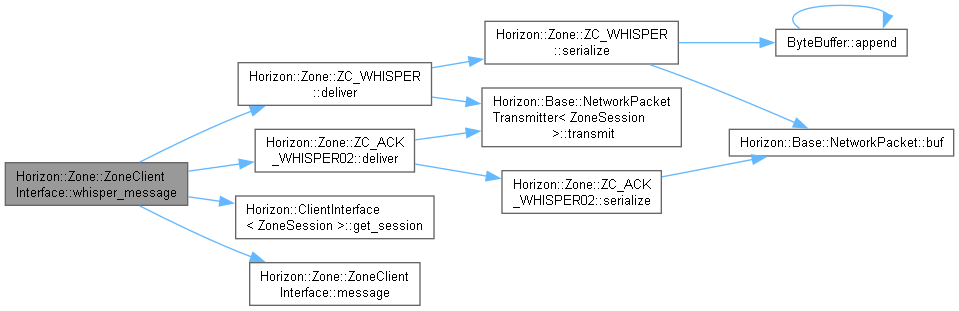 Horizon::Zone::ZoneClient
Interface::whisper_message
Horizon::Zone::ZC_WHISPER
::deliver
Horizon::Zone::ZC_WHISPER
::serialize
ByteBuffer::append
Horizon::Base::NetworkPacket
Transmitter< ZoneSession
>::transmit
Horizon::Zone::ZC_ACK
_WHISPER02::deliver
Horizon::Base::NetworkPacket::buf
Horizon::Zone::ZC_ACK
_WHISPER02::serialize
Horizon::ClientInterface
< ZoneSession >::get_session
Horizon::Zone::ZoneClient
Interface::message